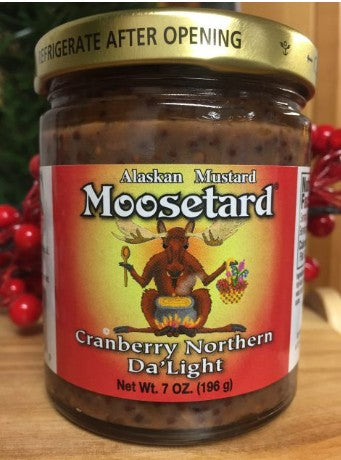 REFRIGERATE AFTER OPENING
Alaskan Mustard
Moosetard®
©
Cranberry Northern
Da'Light
Net Wt. 7 OZ. (196 g)